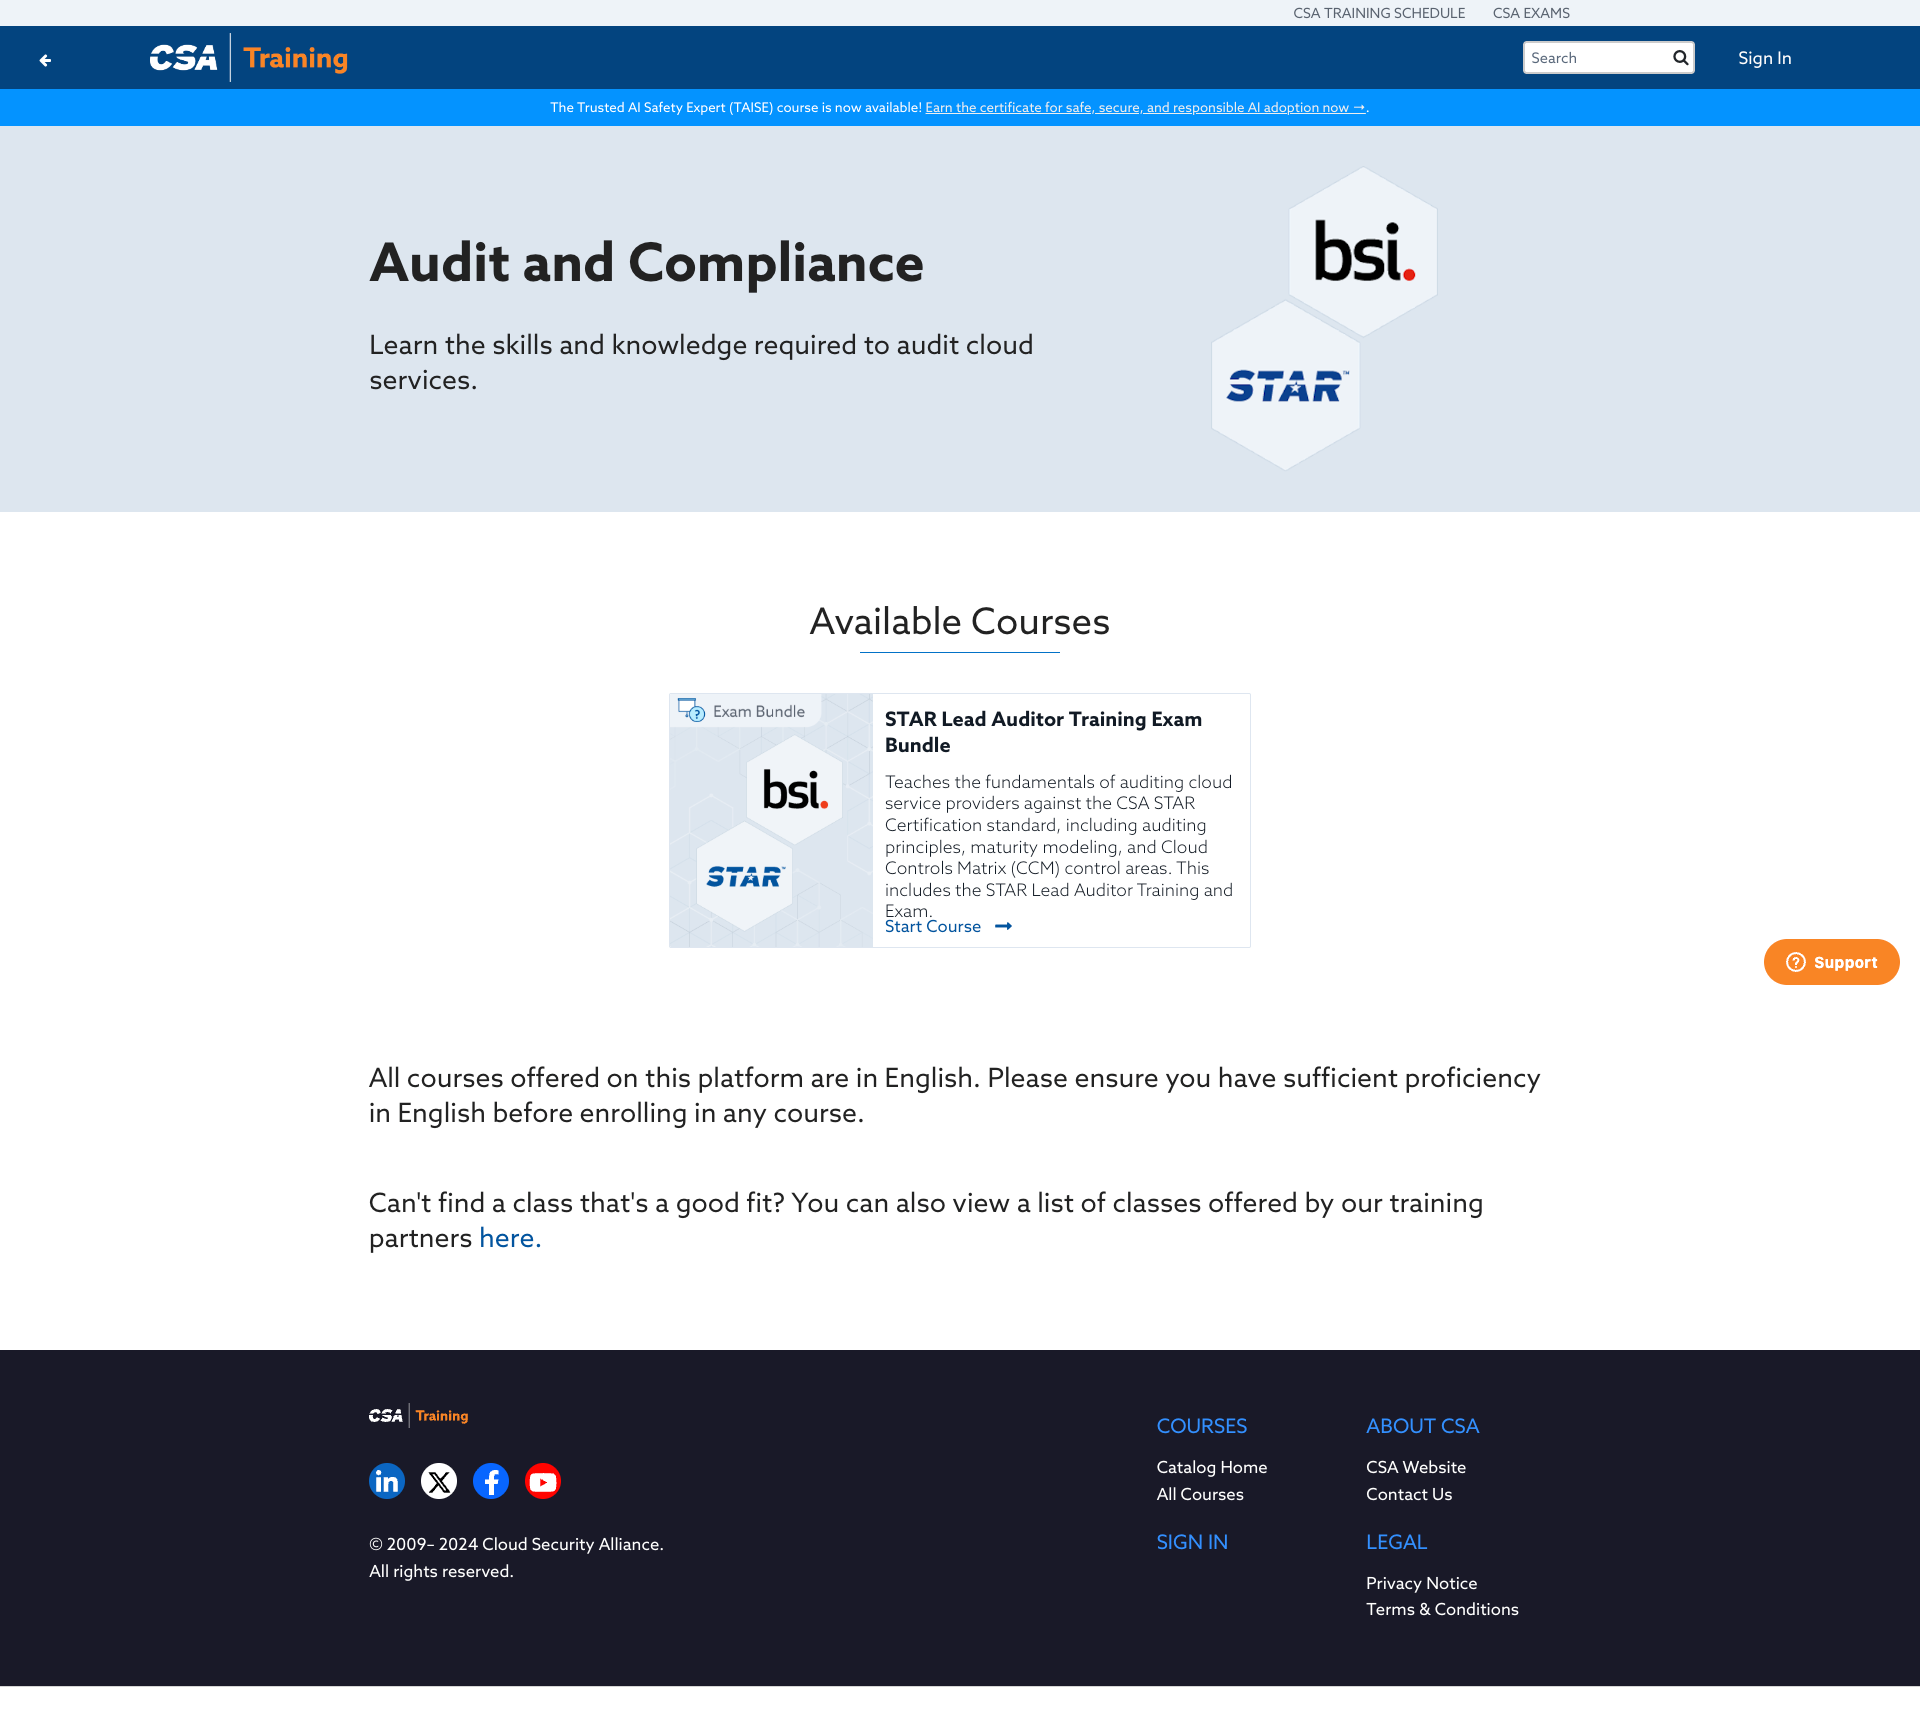 CSA TRAINING SCHEDULE CSA EXAMS
CSA Training
Search
Sign In
The Trusted AI Safety Expert (TAISE) course is now available! Earn the certificate for safe, secure, and responsible AI adoption now →.
Audit and Compliance
Learn the skills and knowledge required to audit cloud
services.
bsi.
STAR™
Available Courses
Exam Bundle
bsi.
STAR™
STAR Lead Auditor Training Exam
Bundle
Teaches the fundamentals of auditing cloud
service providers against the CSA STAR
Certification standard, including auditing
principles, maturity modeling, and Cloud
Controls Matrix (CCM) control areas. This
includes the STAR Lead Auditor Training and
Exam.
Start Course
Support
All courses offered on this platform are in English. Please ensure you have sufficient proficiency
in English before enrolling in any course.
Can't find a class that's a good fit? You can also view a list of classes offered by our training
partners here.
CSA Training
© 2009– 2024 Cloud Security Alliance.
All rights reserved.
COURSES
Catalog Home
All Courses
SIGN IN
ABOUT CSA
CSA Website
Contact Us
LEGAL
Privacy Notice
Terms & Conditions